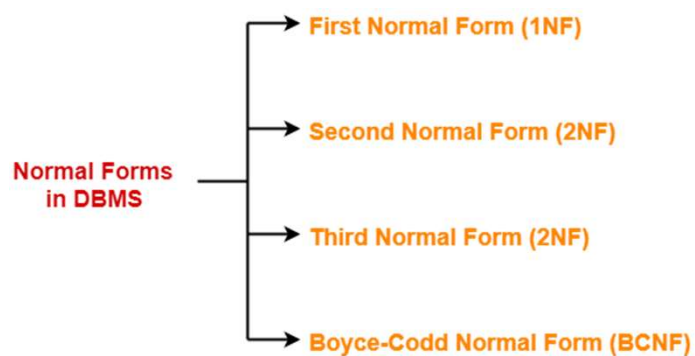 First Normal Form (1NF)
Second Normal Form (2NF)
Normal Forms
in DBMS
Third Normal Form (2NF)
Boyce-Codd Normal Form (BCNF)